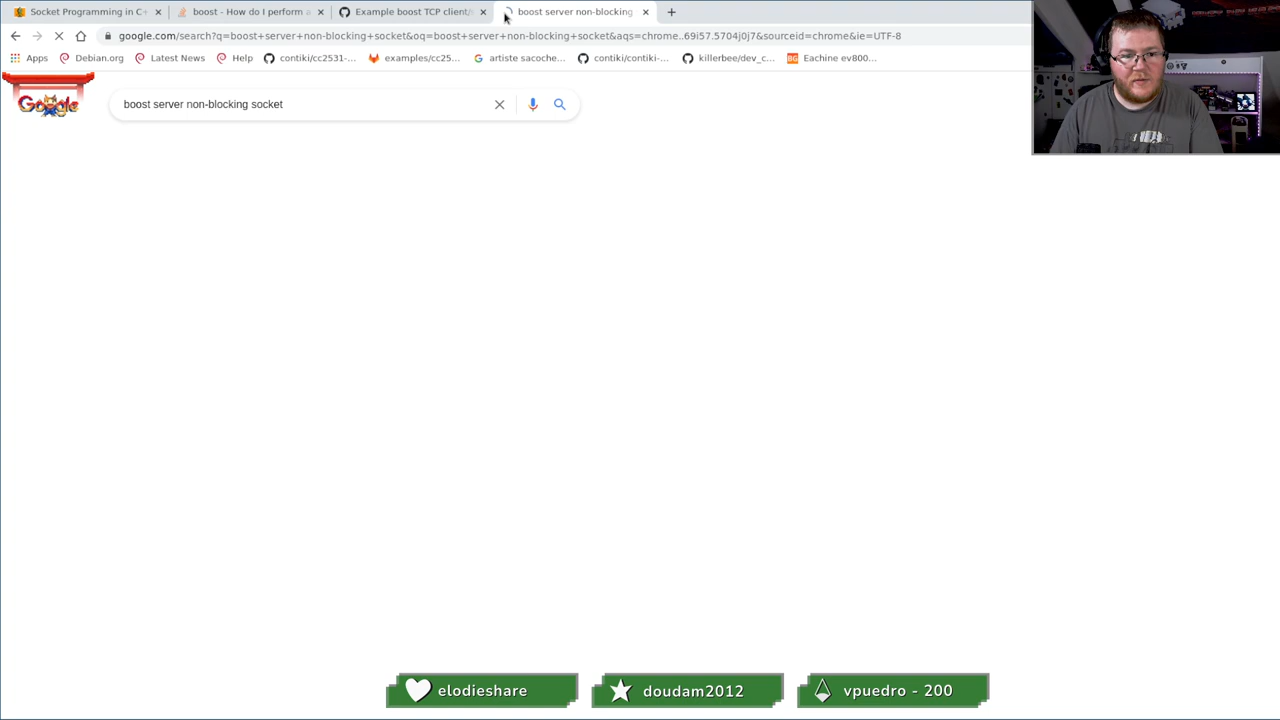 Socket Programming in C+
boost - How do I perform a
Example boost TCP client/
boost server non-blocking
google.com/search?q=boost+server+non-blocking+socket&oq=boost+server+non-blocking+socket&aqs=chrome..69i57.5704j0j7&sourceid=chrome&ie=UTF-8
Apps
Debian.org
Latest News
Help
contiki/cc2531-...
examples/cc25...
artiste sacoche...
contiki/contiki-...
killerbee/dev_c...
BG
Eachine ev800...
Google
boost server non-blocking socket
elodieshare
doudam2012
vpuedro - 200